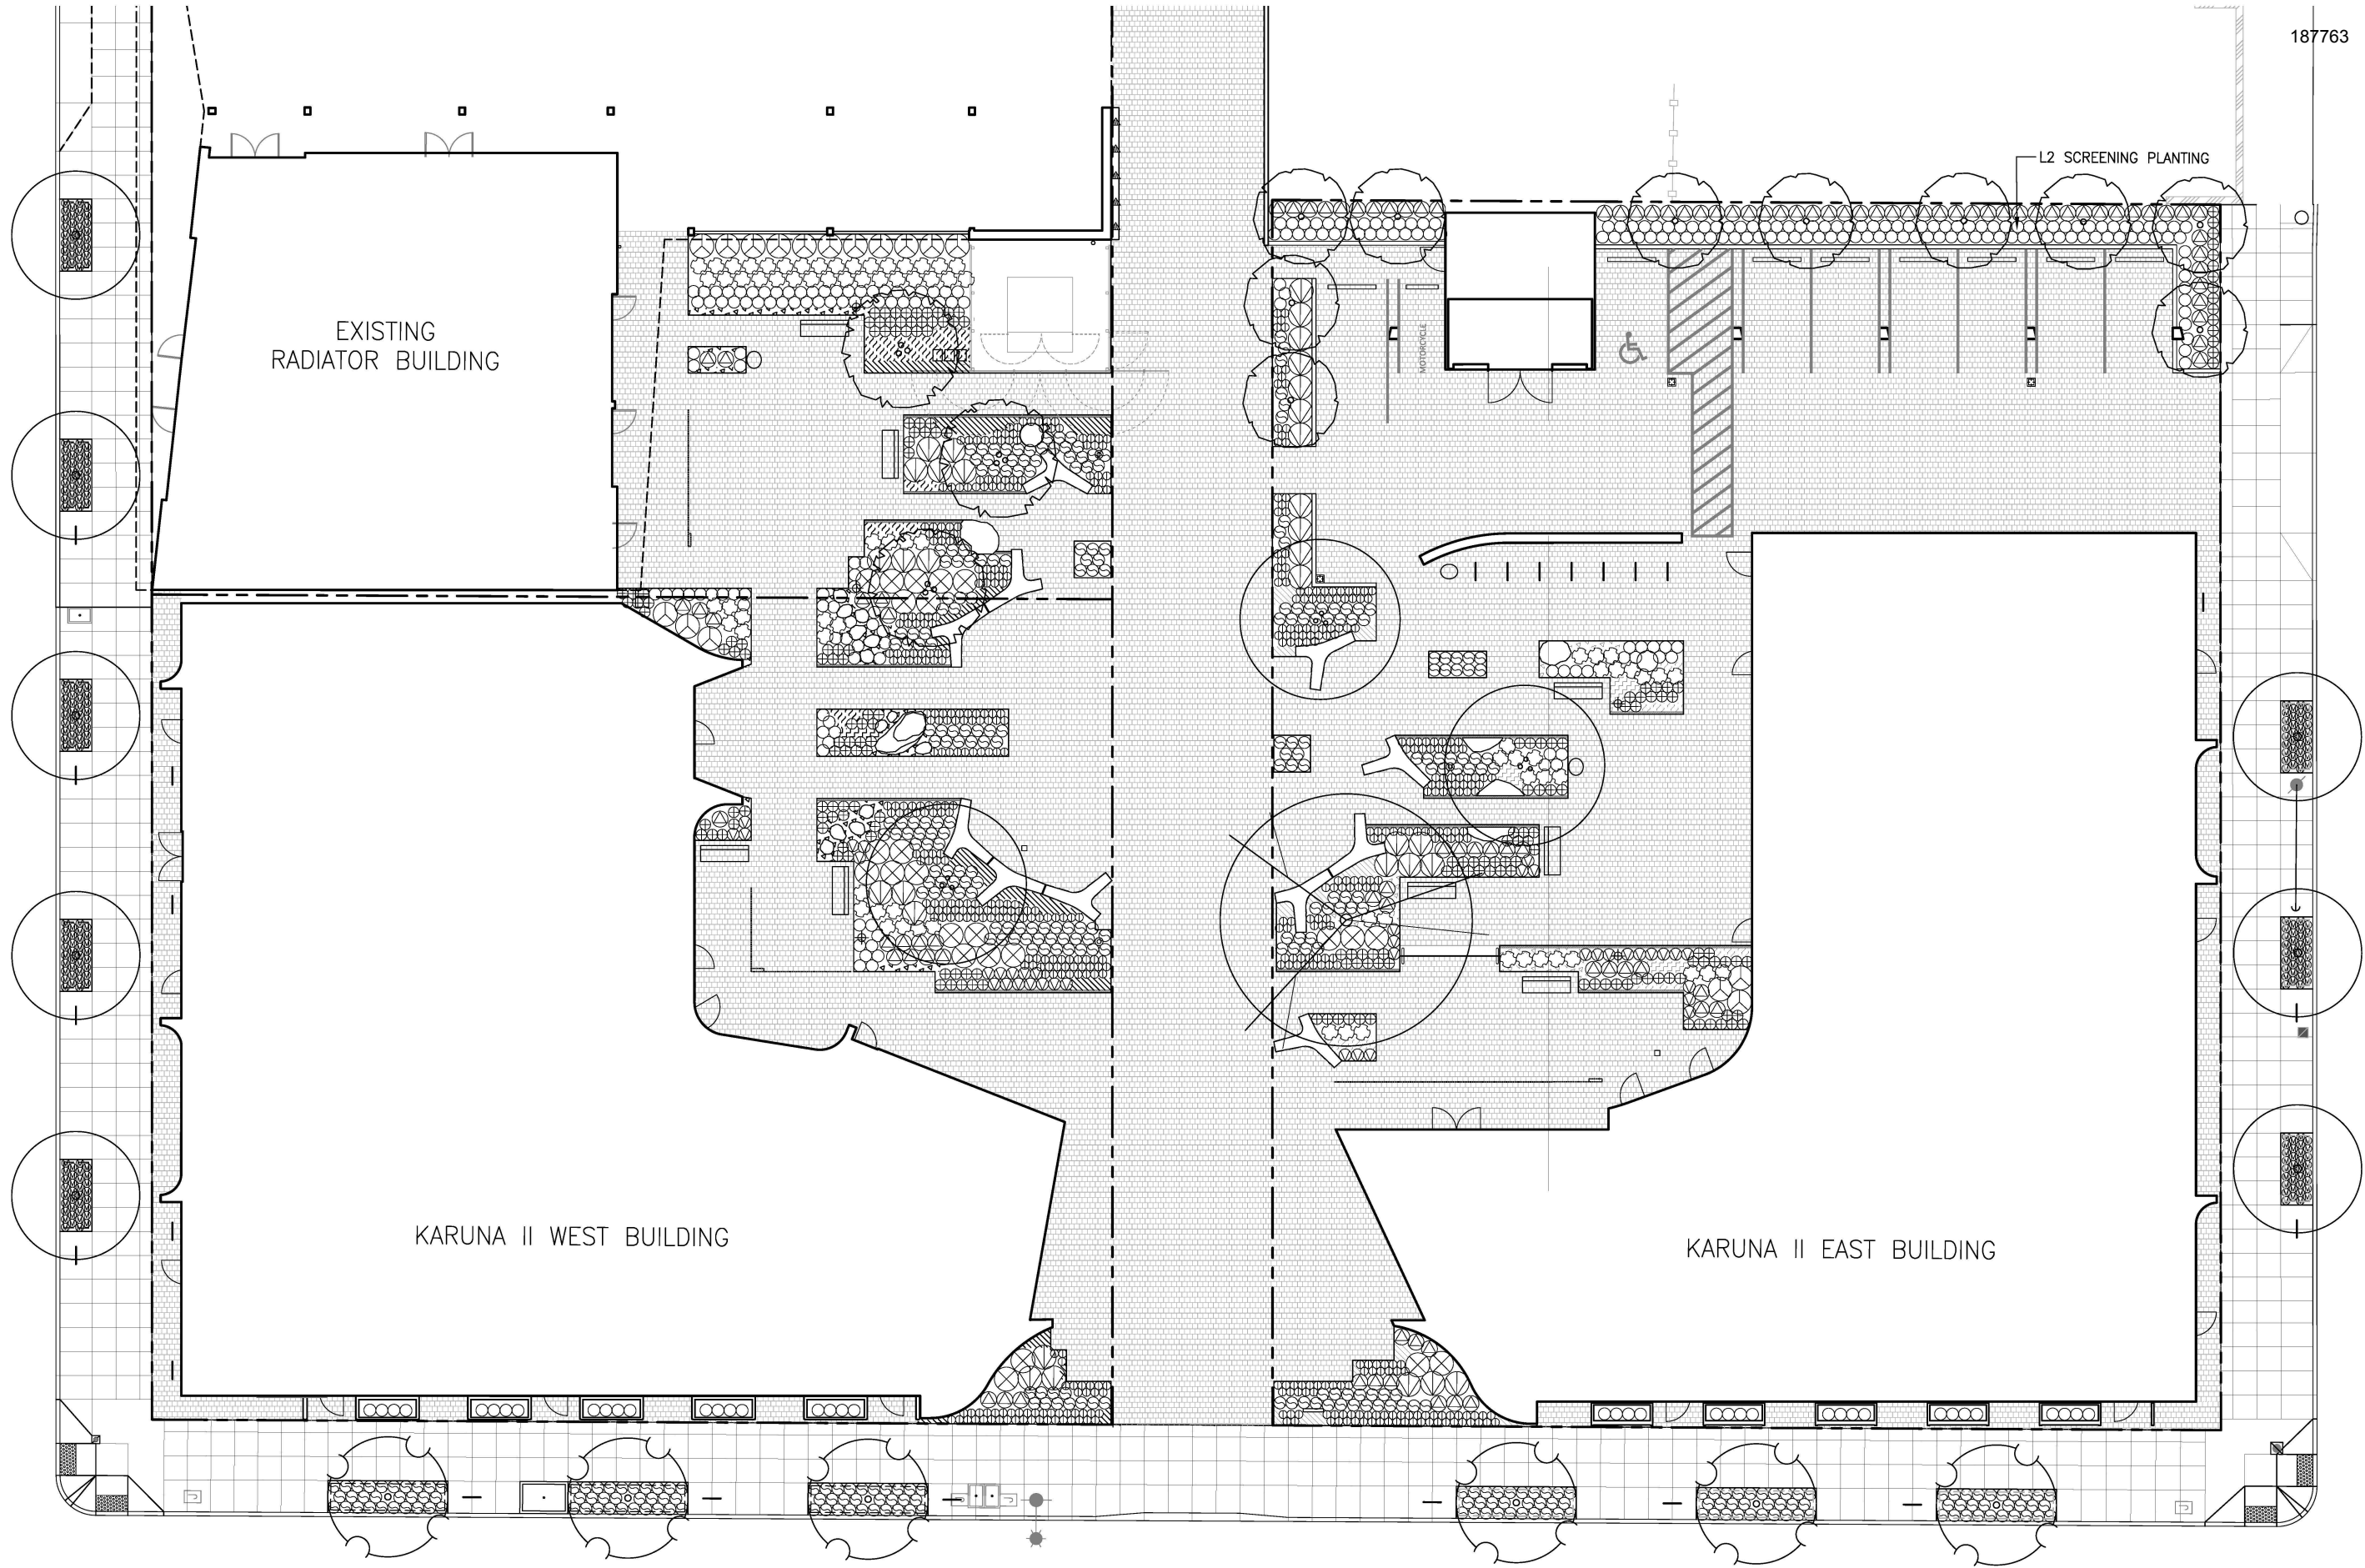 187763
L2 SCREENING PLANTING
EXISTING
RADIATOR BUILDING
MOTORCYCLE
KARUNA II WEST BUILDING
KARUNA II EAST BUILDING